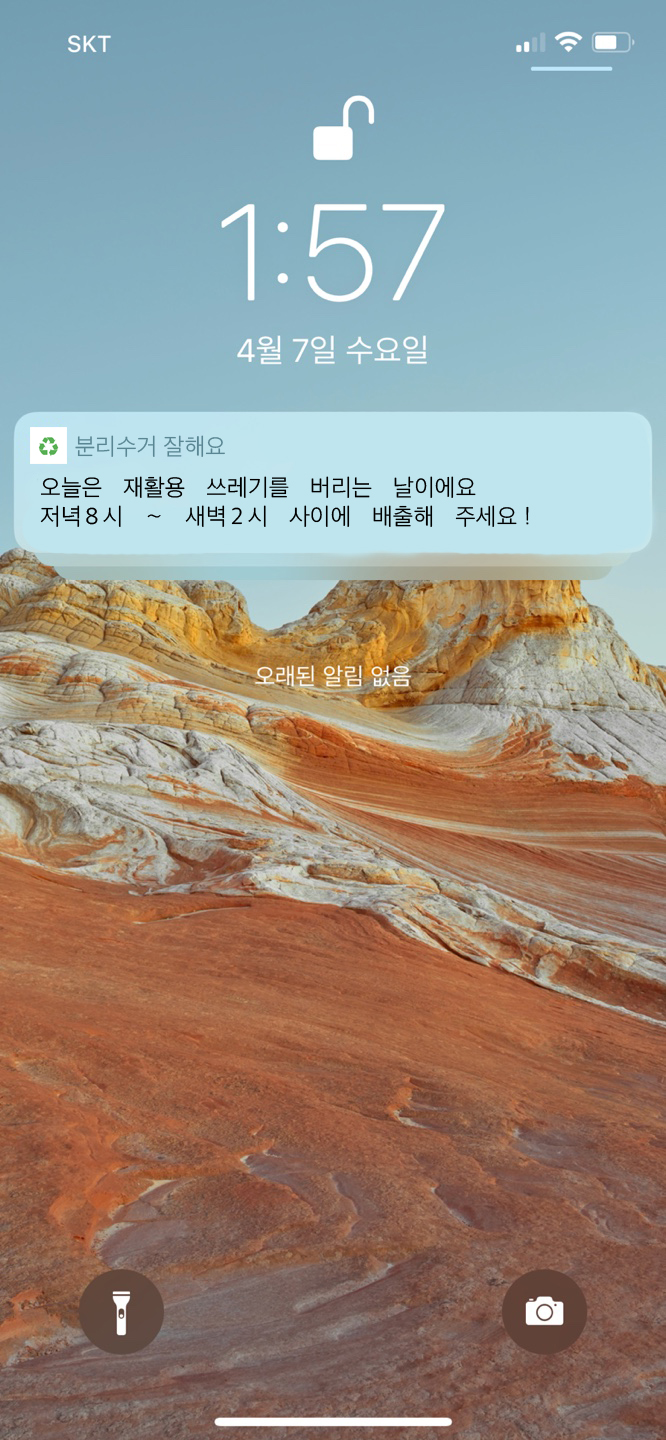 SKT
1:57
4월 7일 수요일
분리수거 잘해요
오늘은 재활용 쓰레기를 버리는 날이에요
저녁8시 ~ 새벽2시 사이에 배출해 주세요!
오래된 알림 없음